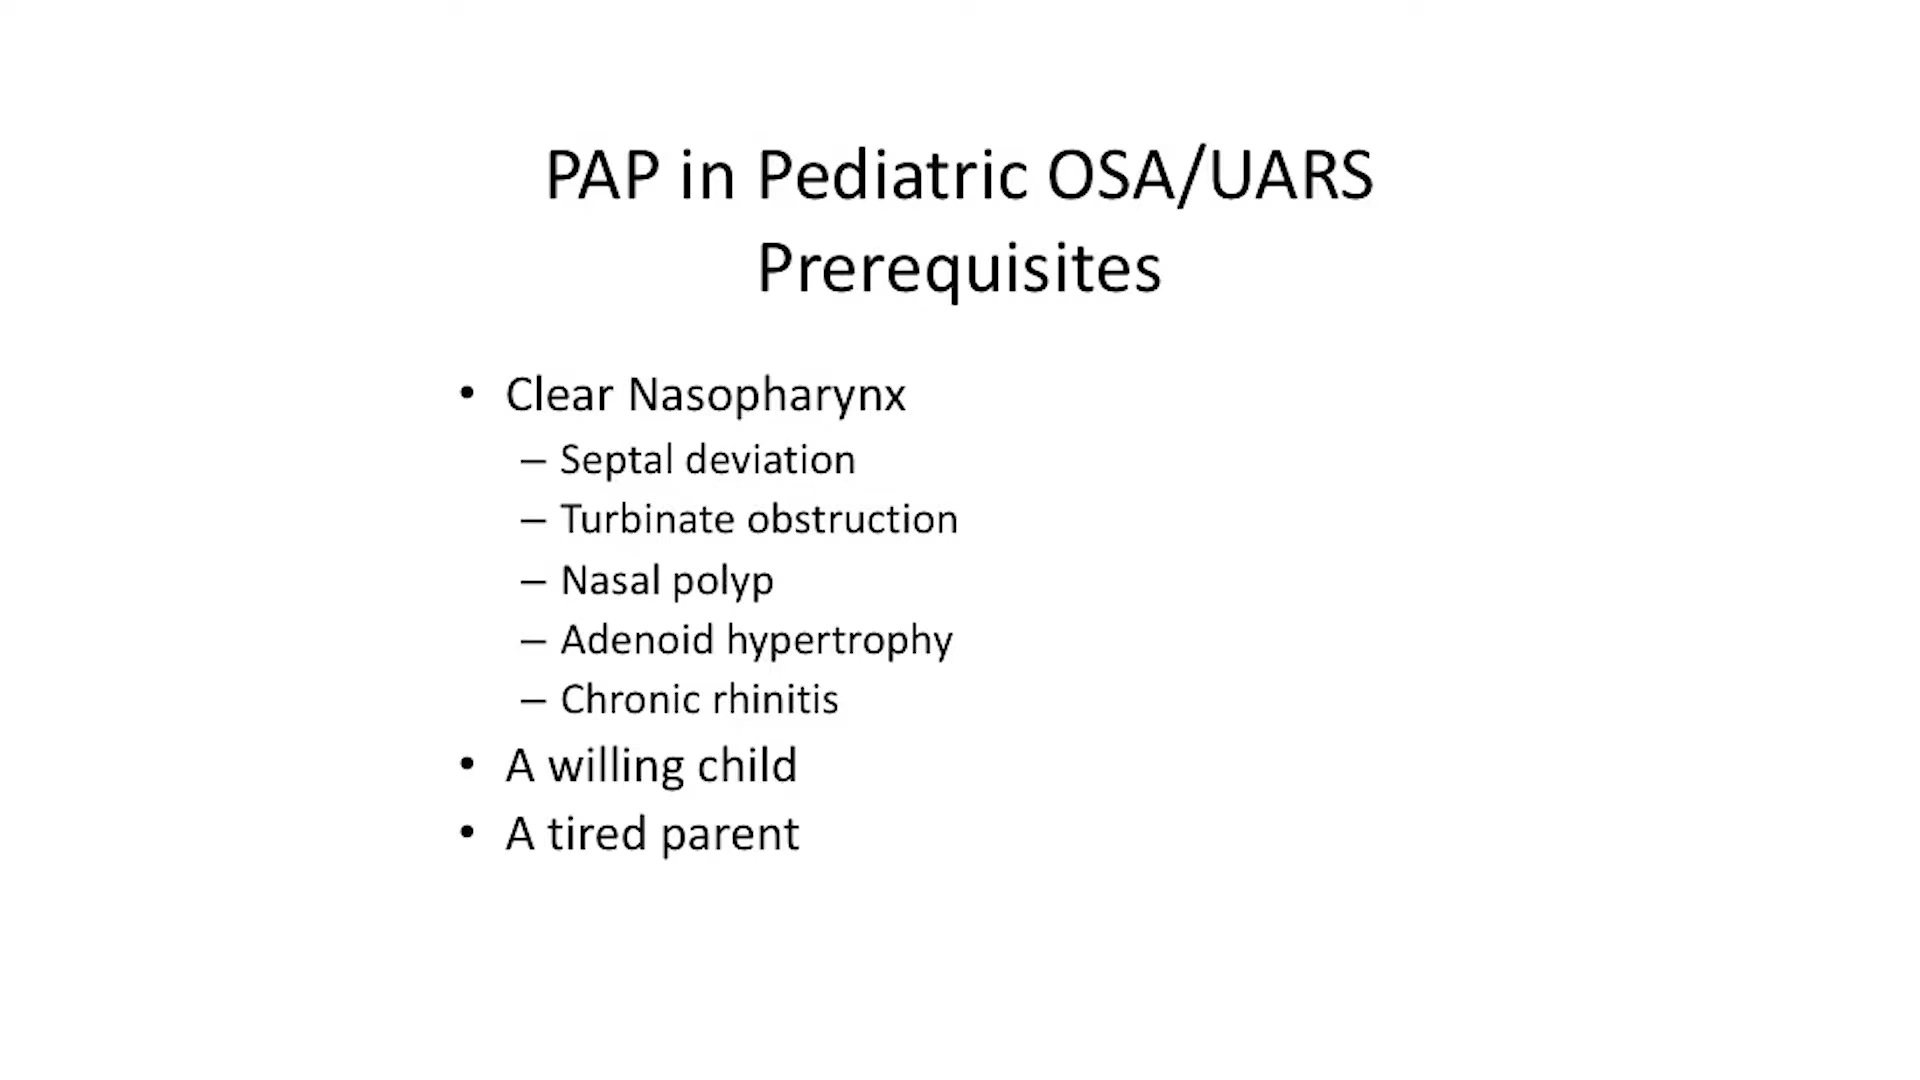 PAP in Pediatric OSA/UARS
Prerequisites
• Clear Nasopharynx
– Septal deviation
– Turbinate obstruction
– Nasal polyp
– Adenoid hypertrophy
– Chronic rhinitis
• A willing child
• A tired parent